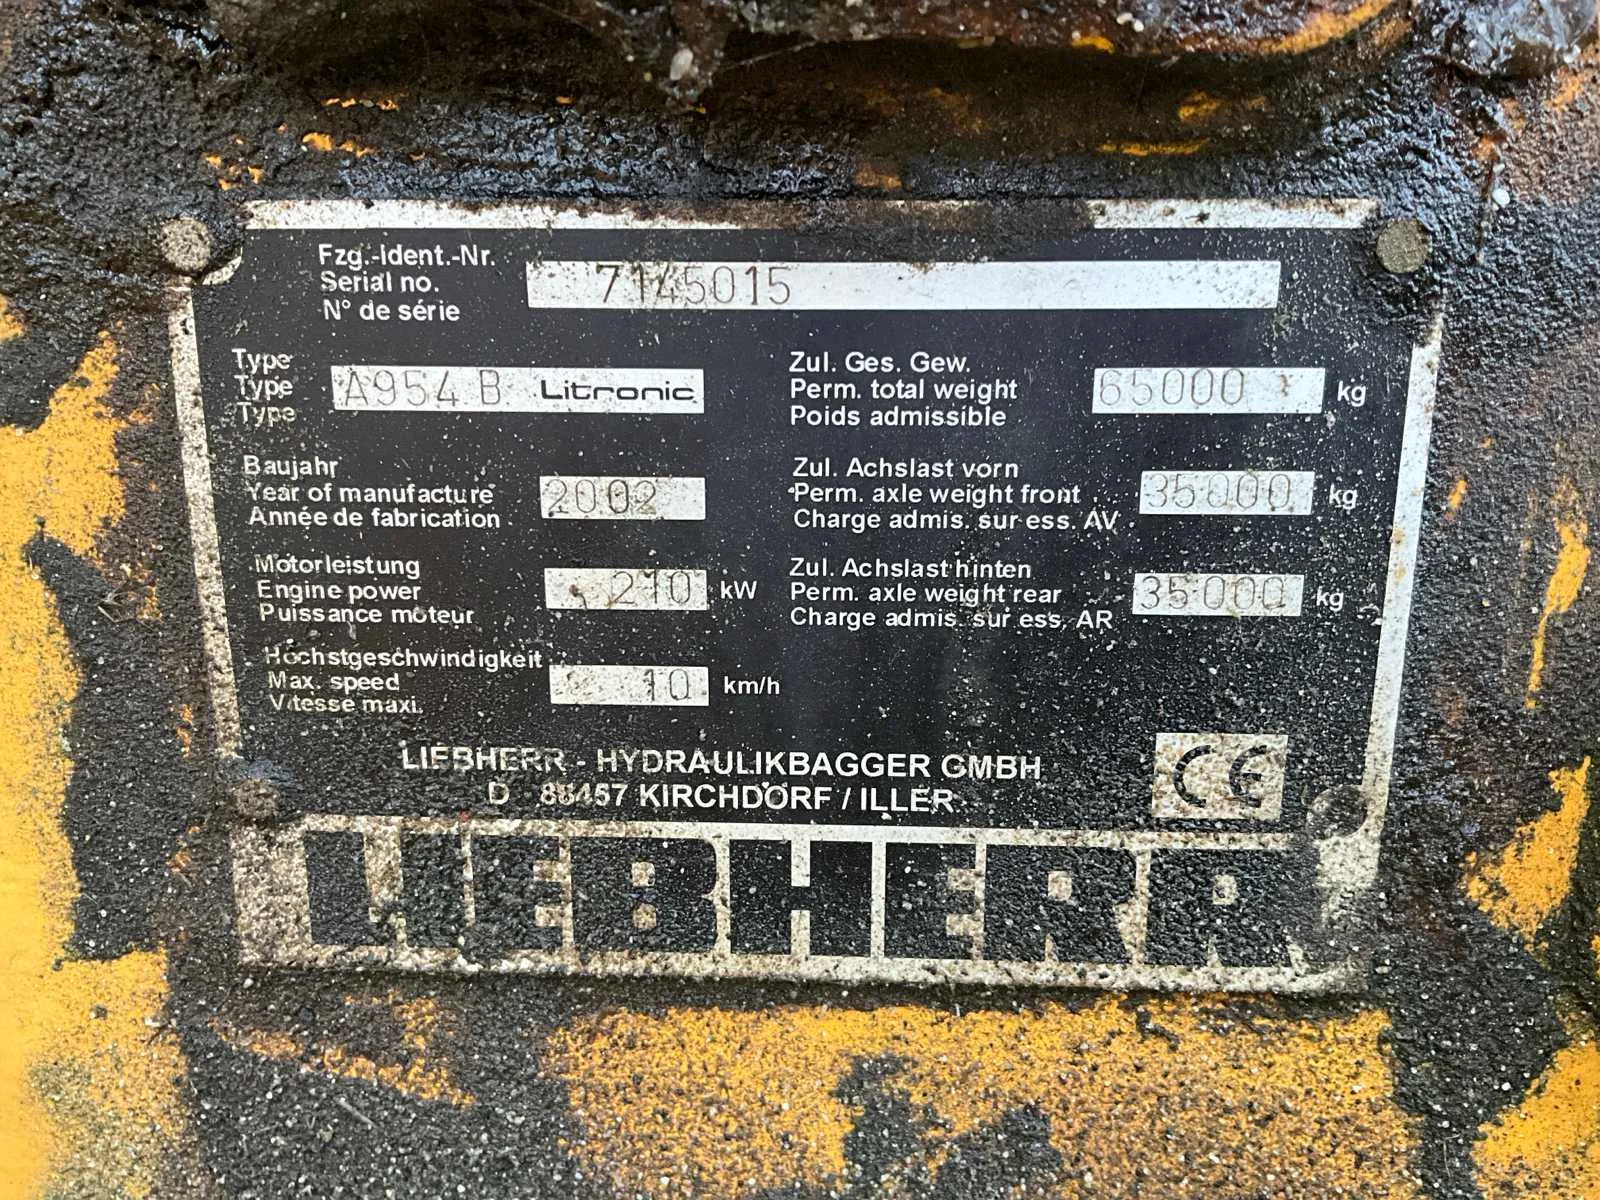 Fzg.-Ident.-Nr.
Serial no. 7145015
N° de série
Type
Type A954 B Litronic
Type
Zul. Ges. Gew.
Perm. total weight 65000 kg
Poids admissible
Baujahr
Year of manufacture 2002
Année de fabrication
Zul. Achslast vorn
Perm. axle weight front 35000 kg
Charge admis. sur ess. AV
Motorleistung
Engine power 210 kW
Puissance moteur
Zul. Achslast hinten
Perm. axle weight rear 35000 kg
Charge admis. sur ess. AR
Höchstgeschwindigkeit
Max. speed 10 km/h
Vitesse maxi.
LIEBHERR - HYDRAULIKBAGGER GMBH
D 88457 KIRCHDORF / ILLER
CE
LIEBHERR